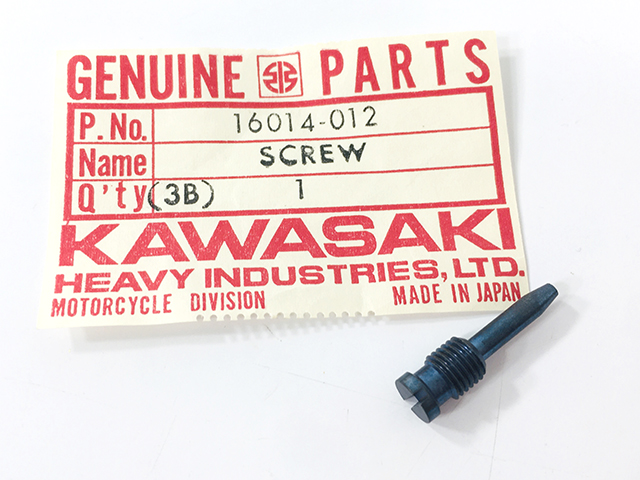 GENUINE PARTS
P. No. 16014-012
Name SCREW
Q'ty (3B) 1
KAWASAKI
HEAVY INDUSTRIES, LTD.
MOTORCYCLE DIVISION MADE IN JAPAN